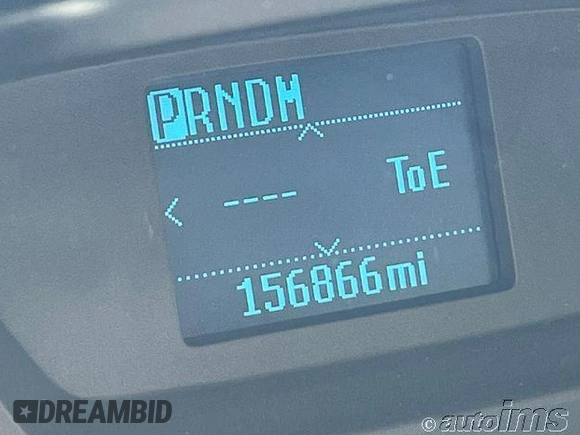 PRNDM
---- ToE
156866mi
DREAMBID
© autoims